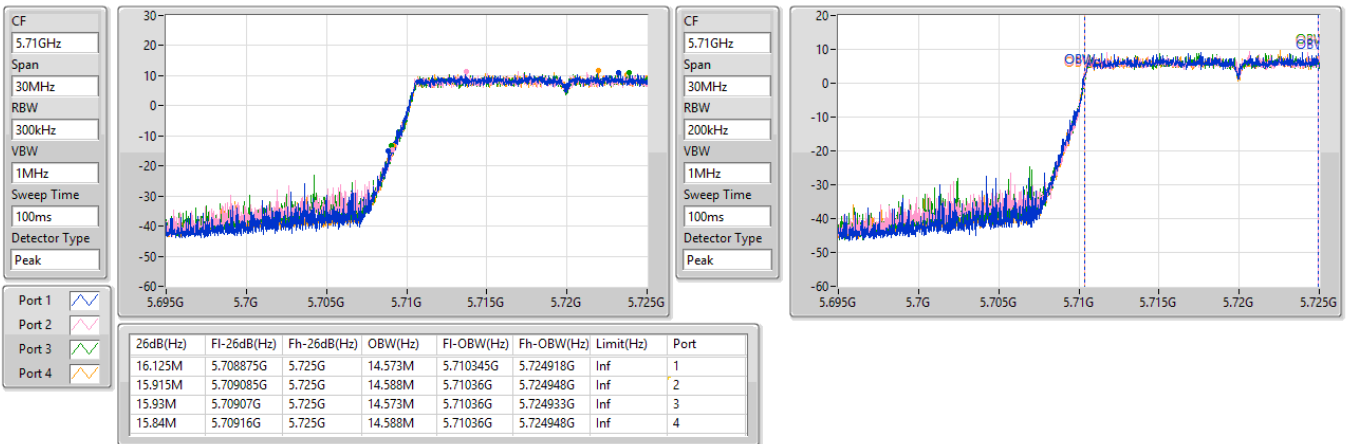 CF
5.71GHz
Span
30MHz
RBW
300kHz
VBW
1MHz
Sweep Time
100ms
Detector Type
Peak
30
20
10
0
-10
-20
-30
-40
-50
-60
5.695G 5.7G 5.705G 5.71G 5.715G 5.72G 5.725G
CF
5.71GHz
Span
30MHz
RBW
200kHz
VBW
1MHz
Sweep Time
100ms
Detector Type
Peak
20
10
0
-10
-20
-30
-40
-50
-60
OBW
5.695G 5.7G 5.705G 5.71G 5.715G 5.72G 5.725G
Port 1
Port 2
Port 3
Port 4
26dB(Hz) Fl-26dB(Hz) Fh-26dB(Hz) OBW(Hz) Fl-OBW(Hz) Fh-OBW(Hz) Limit(Hz) Port
16.125M 5.708875G 5.725G 14.573M 5.710345G 5.724918G Inf 1
15.915M 5.709085G 5.725G 14.588M 5.71036G 5.724948G Inf 2
15.93M 5.70907G 5.725G 14.573M 5.71036G 5.724933G Inf 3
15.84M 5.70916G 5.725G 14.588M 5.71036G 5.724948G Inf 4